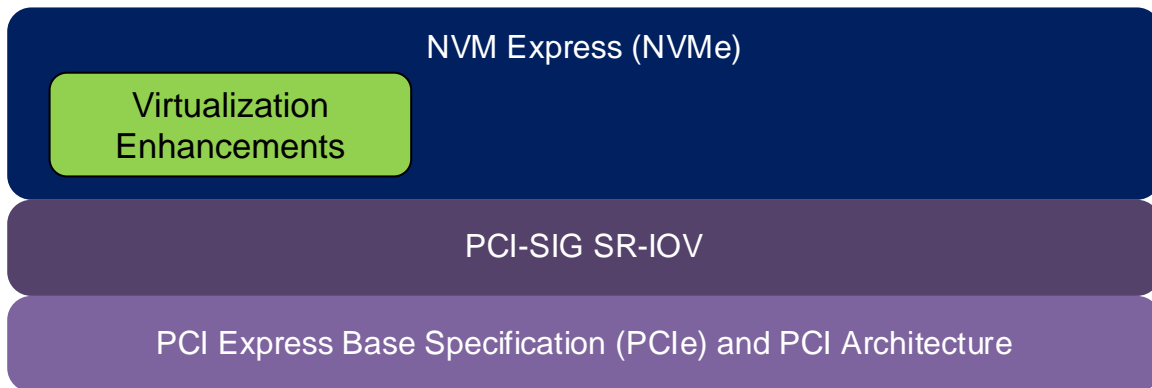 NVM Express (NVMe)
Virtualization
Enhancements
PCI-SIG SR-IOV
PCI Express Base Specification (PCIe) and PCI Architecture